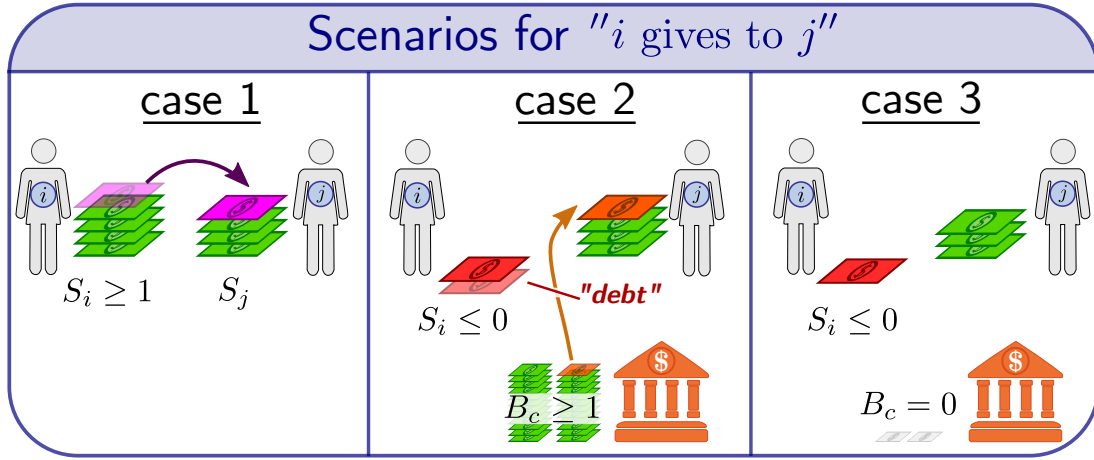 Scenarios for "i gives to j"
case 1
i
j
S_i ≥ 1
S_j
case 2
i
j
"debt"
S_i ≤ 0
B_c ≥ 1
$
case 3
i
j
S_i ≤ 0
B_c = 0
$